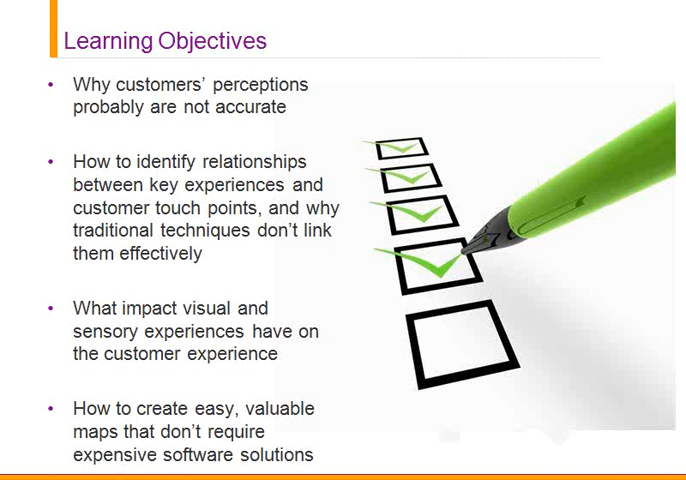 Learning Objectives
• Why customers’ perceptions
probably are not accurate
• How to identify relationships
between key experiences and
customer touch points, and why
traditional techniques don’t link
them effectively
• What impact visual and
sensory experiences have on
the customer experience
• How to create easy, valuable
maps that don’t require
expensive software solutions